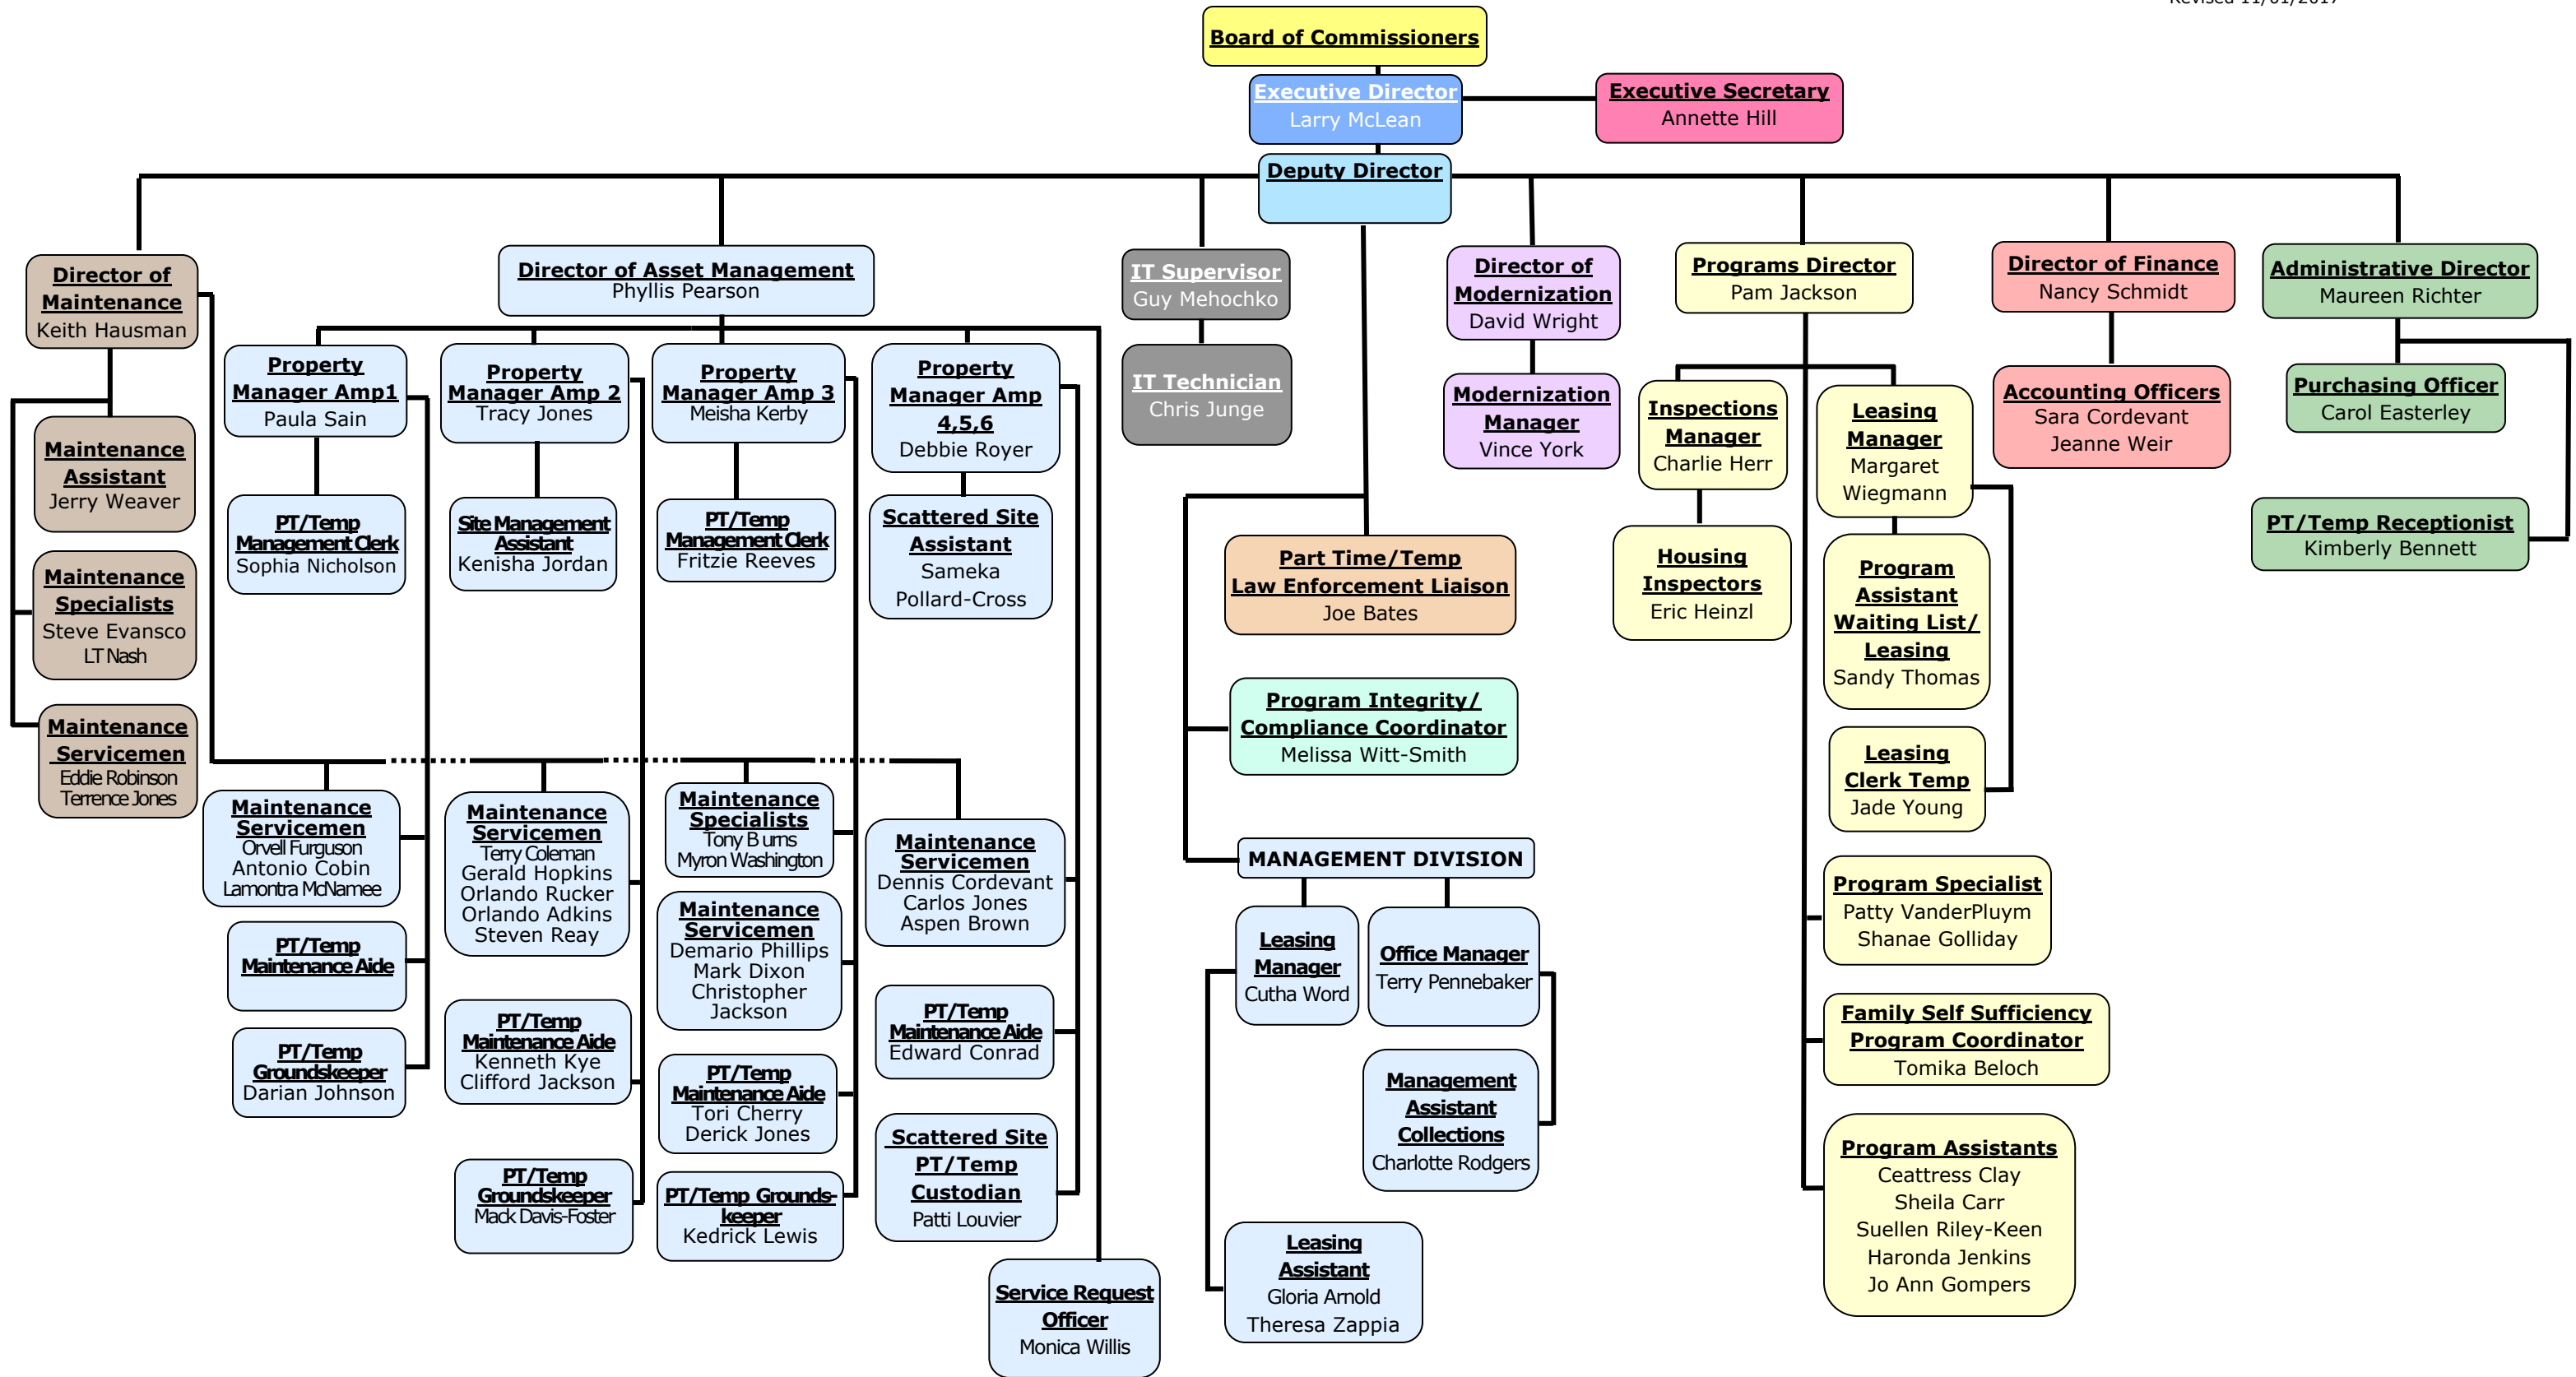 Revised 11/01/2017
Board of Commissioners
Executive Director
Larry McLean
Executive Secretary
Annette Hill
Deputy Director
Director of
Maintenance
Keith Hausman
Director of Asset Management
Phyllis Pearson
IT Supervisor
Guy Mehochko
Director of
Modernization
David Wright
Programs Director
Pam Jackson
Director of Finance
Nancy Schmidt
Administrative Director
Maureen Richter
Maintenance
Assistant
Jerry Weaver
Maintenance
Specialists
Steve Evansco
LT Nash
Maintenance
Servicemen
Eddie Robinson
Terrence Jones
Property
Manager Amp1
Paula Sain
PT/Temp
Management Clerk
Sophia Nicholson
Maintenance
Servicemen
Orvell Furguson
Antonio Cobin
Lamontra McNamee
PT/Temp
Maintenance Aide
PT/Temp
Groundskeeper
Darian Johnson
Property
Manager Amp 2
Tracy Jones
Site Management
Assistant
Kenisha Jordan
Maintenance
Servicemen
Terry Coleman
Gerald Hopkins
Orlando Rucker
Orlando Adkins
Steven Reay
PT/Temp
Maintenance Aide
Kenneth Kye
Clifford Jackson
PT/Temp
Groundskeeper
Mack Davis-Foster
Property
Manager Amp 3
Meisha Kerby
PT/Temp
Management Clerk
Fritzie Reeves
Maintenance
Specialists
Tony Burns
Myron Washington
Maintenance
Servicemen
Demario Phillips
Mark Dixon
Christopher
Jackson
PT/Temp
Maintenance Aide
Tori Cherry
Derick Jones
PT/Temp Grounds-
keeper
Kedrick Lewis
Property
Manager Amp
4,5,6
Debbie Royer
Scattered Site
Assistant
Sameka
Pollard-Cross
Maintenance
Servicemen
Dennis Cordevant
Carlos Jones
Aspen Brown
PT/Temp
Maintenance Aide
Edward Conrad
Scattered Site
PT/Temp
Custodian
Patti Louvier
Service Request
Officer
Monica Willis
IT Technician
Chris Junge
Part Time/Temp
Law Enforcement Liaison
Joe Bates
Program Integrity/
Compliance Coordinator
Melissa Witt-Smith
MANAGEMENT DIVISION
Leasing
Manager
Cutha Word
Office Manager
Terry Pennebaker
Management
Assistant
Collections
Charlotte Rodgers
Leasing
Assistant
Gloria Arnold
Theresa Zappia
Modernization
Manager
Vince York
Inspections
Manager
Charlie Herr
Housing
Inspectors
Eric Heinzl
Leasing
Manager
Margaret
Wiegmann
Program
Assistant
Waiting List/
Leasing
Sandy Thomas
Leasing
Clerk Temp
Jade Young
Program Specialist
Patty VanderPluym
Shanae Golliday
Family Self Sufficiency
Program Coordinator
Tomika Beloch
Program Assistants
Ceattress Clay
Sheila Carr
Suellen Riley-Keen
Haronda Jenkins
Jo Ann Gompers
Accounting Officers
Sara Cordevant
Jeanne Weir
Purchasing Officer
Carol Easterley
PT/Temp Receptionist
Kimberly Bennett